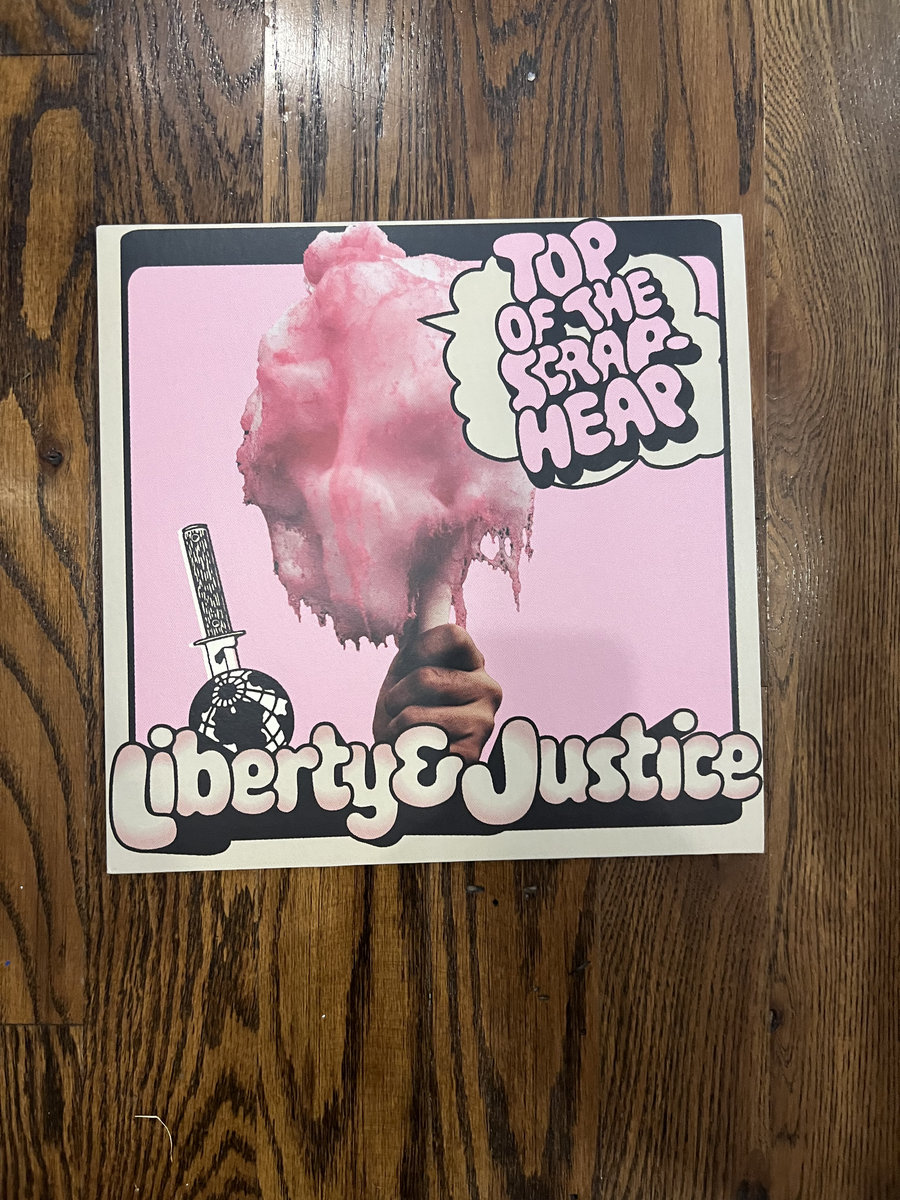 TOP
OF THE
SCRAP-
HEAP
Liberty & Justice